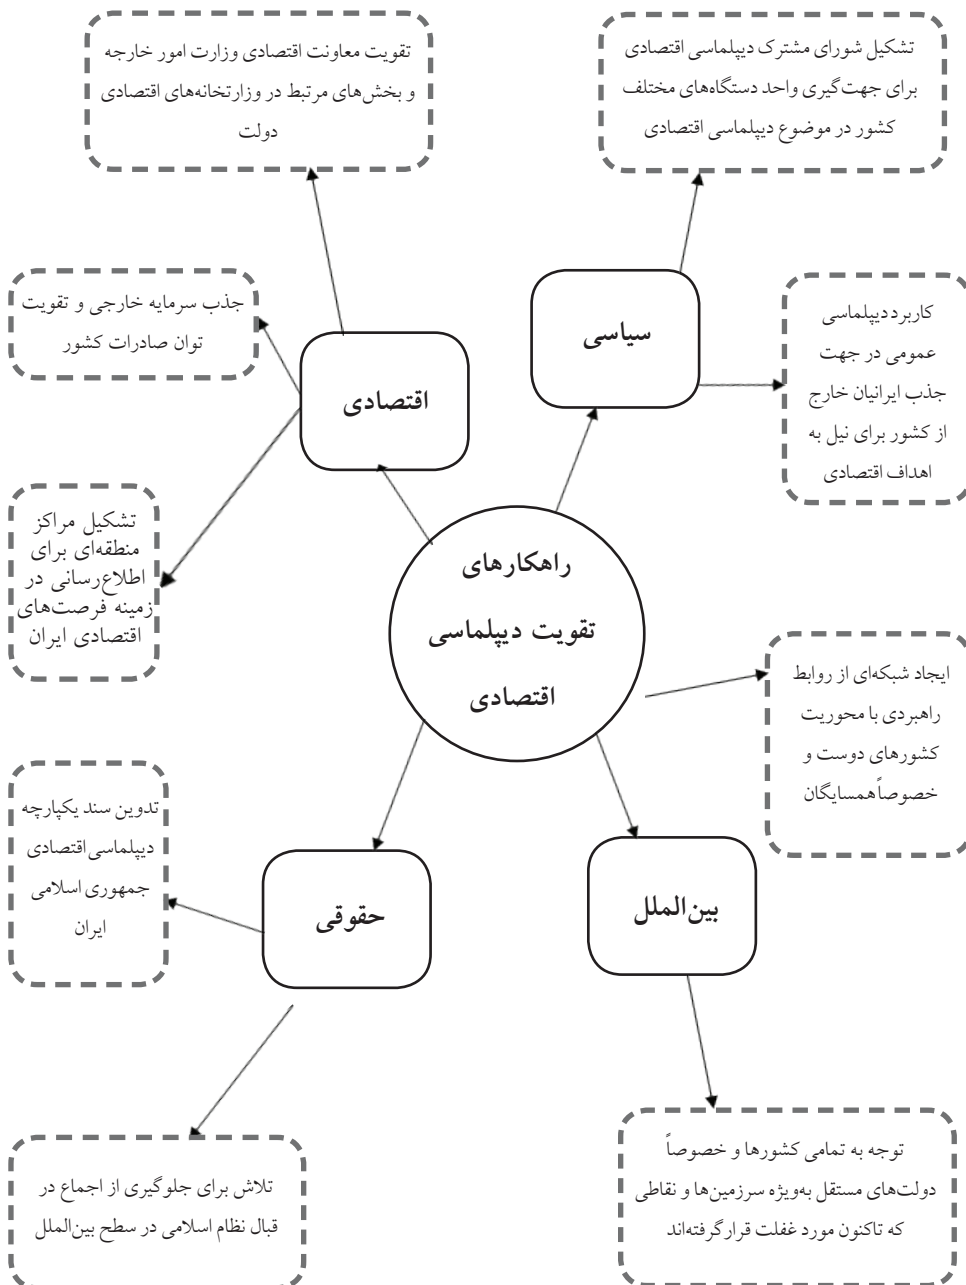 تشکیل شورای مشترک دیپلماسی اقتصادی
برای جهت‌گیری واحد دستگاه‌های مختلف
کشور در موضوع دیپلماسی اقتصادی
تقویت معاونت اقتصادی وزارت امور خارجه
و بخش‌های مرتبط در وزارتخانه‌های اقتصادی
دولت
سیاسی
کاربرد دیپلماسی
عمومی در جهت
جذب ایرانیان خارج
از کشور برای نیل به
اهداف اقتصادی
جذب سرمایه خارجی و تقویت
توان صادرات کشور
اقتصادی
تشکیل مراکز
منطقه‌ای برای
اطلاع‌رسانی در
زمینه فرصت‌های
اقتصادی ایران
راهکارهای
تقویت دیپلماسی
اقتصادی
ایجاد شبکه‌ای از روابط
راهبردی با محوریت
کشورهای دوست و
خصوصاً همسایگان
تدوین سند یکپارچه
دیپلماسی اقتصادی
جمهوری اسلامی
ایران
حقوقی
بین‌الملل
توجه به تمامی کشورها و خصوصاً
دولت‌های مستقل به‌ویژه سرزمین‌ها و نقاطی
که تاکنون مورد غفلت قرارگرفته‌اند
تلاش برای جلوگیری از اجماع در
قبال نظام اسلامی در سطح بین‌الملل